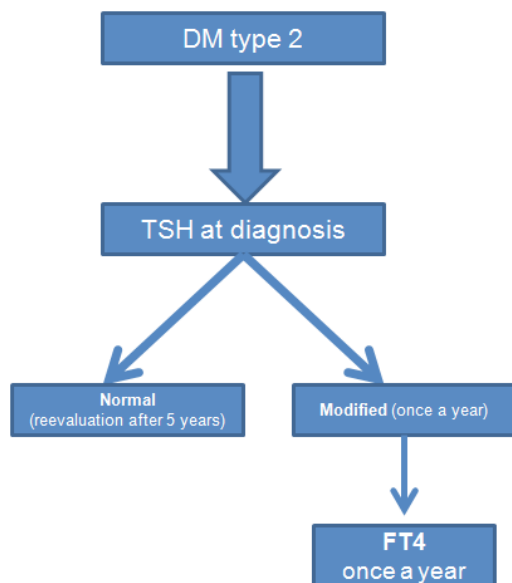 DM type 2
TSH at diagnosis
Normal
(reevaluation after 5 years)
Modified (once a year)
FT4
once a year